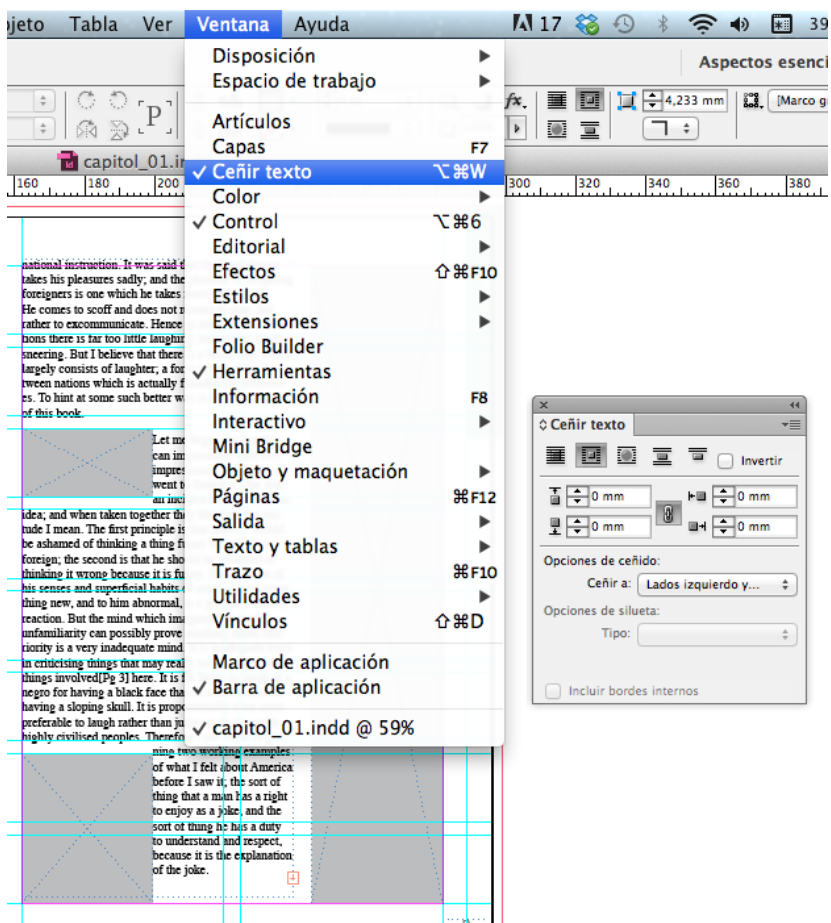 ojeto Tabla Ver Ventana Ayuda 17 39
Aspectos esenci
4,233 mm [Marco gr
fx.
P
capitol_01.in
160 180 200 300 320 340 360 380
Disposición
Espacio de trabajo
Artículos
Capas F7
✓ Ceñir texto ⌥⌘W
Color
✓ Control ⌥⌘6
Editorial
Efectos ⇧⌘F10
Estilos
Extensiones
Folio Builder
✓ Herramientas
Información F8
Interactivo
Mini Bridge
Objeto y maquetación
Páginas ⌘F12
Salida
Texto y tablas
Trazo ⌘F10
Utilidades
Vínculos ⇧⌘D
Marco de aplicación
✓ Barra de aplicación
✓ capitol_01.indd @ 59%
national instruction. It was said th
takes his pleasures sadly; and the
foreigners is one which he takes
He comes to scoff and does not r
rather to excommunicate. Hence
tions there is far too little laughin
sneering. But I believe that there
largely consists of laughter; a for
tween nations which is actually f
es. To hint at some such better w
of this book.
Let me
can im
impres
went t
an inci
idea; and when taken together the
tude I mean. The first principle is
be ashamed of thinking a thing fu
foreign; the second is that he sho
thinking it wrong because it is fu
his senses and superficial habits
thing new, and to him abnormal,
reaction. But the mind which ima
unfamiliarity can possibly prove
riority is a very inadequate mind
in criticising things that may real
things involved[Pg 3] here. It is f
negro for having a black face tha
having a sloping skull. It is propo
preferable to laugh rather than ju
highly civilised peoples. Therefo
ning two working examples
of what I felt about America
before I saw it; the sort of
thing that a man has a right
to enjoy as a joke, and the
sort of thing he has a duty
to understand and respect,
because it is the explanation
of the joke.
Ceñir texto
Invertir
0 mm 0 mm
0 mm 0 mm
Opciones de ceñido:
Ceñir a: Lados izquierdo y...
Opciones de silueta:
Tipo:
Incluir bordes internos